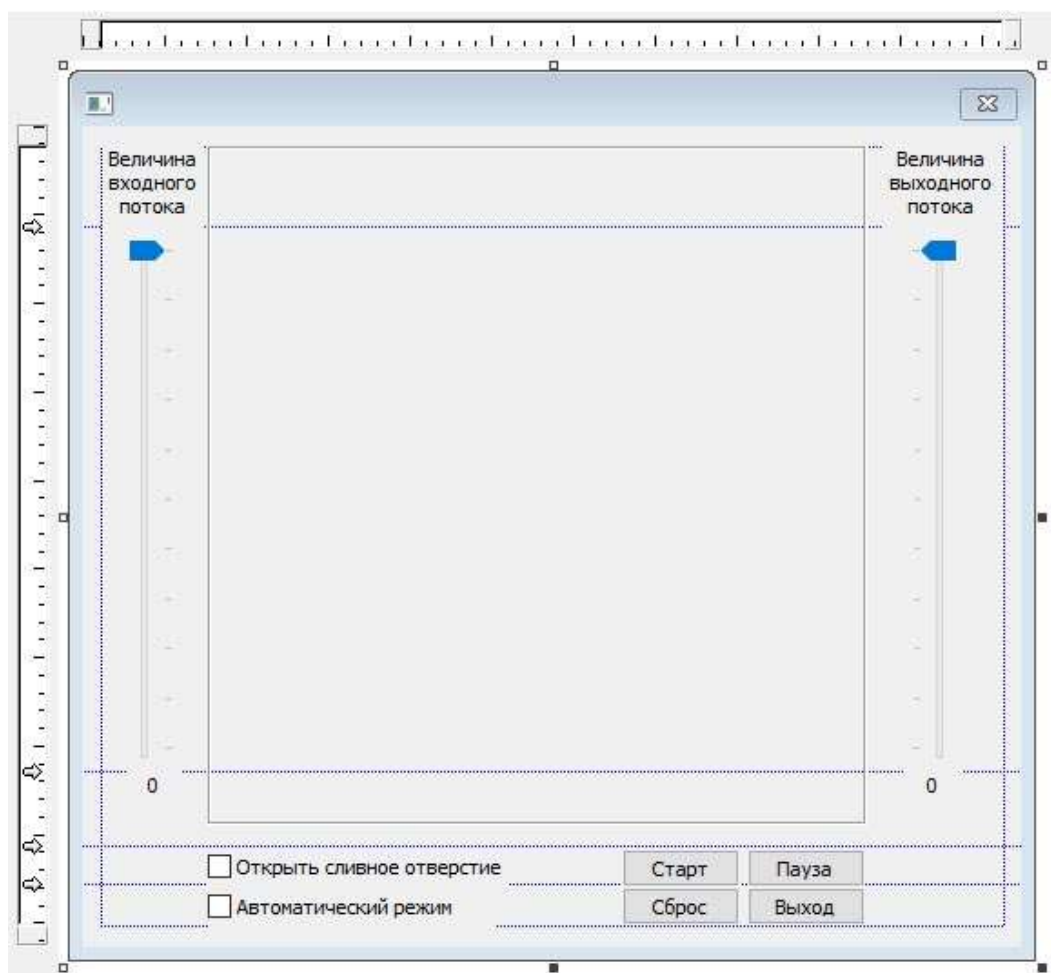 Величина
входного
потока
Величина
выходного
потока
0
0
Открыть сливное отверстие
Старт
Пауза
Автоматический режим
Сброс
Выход